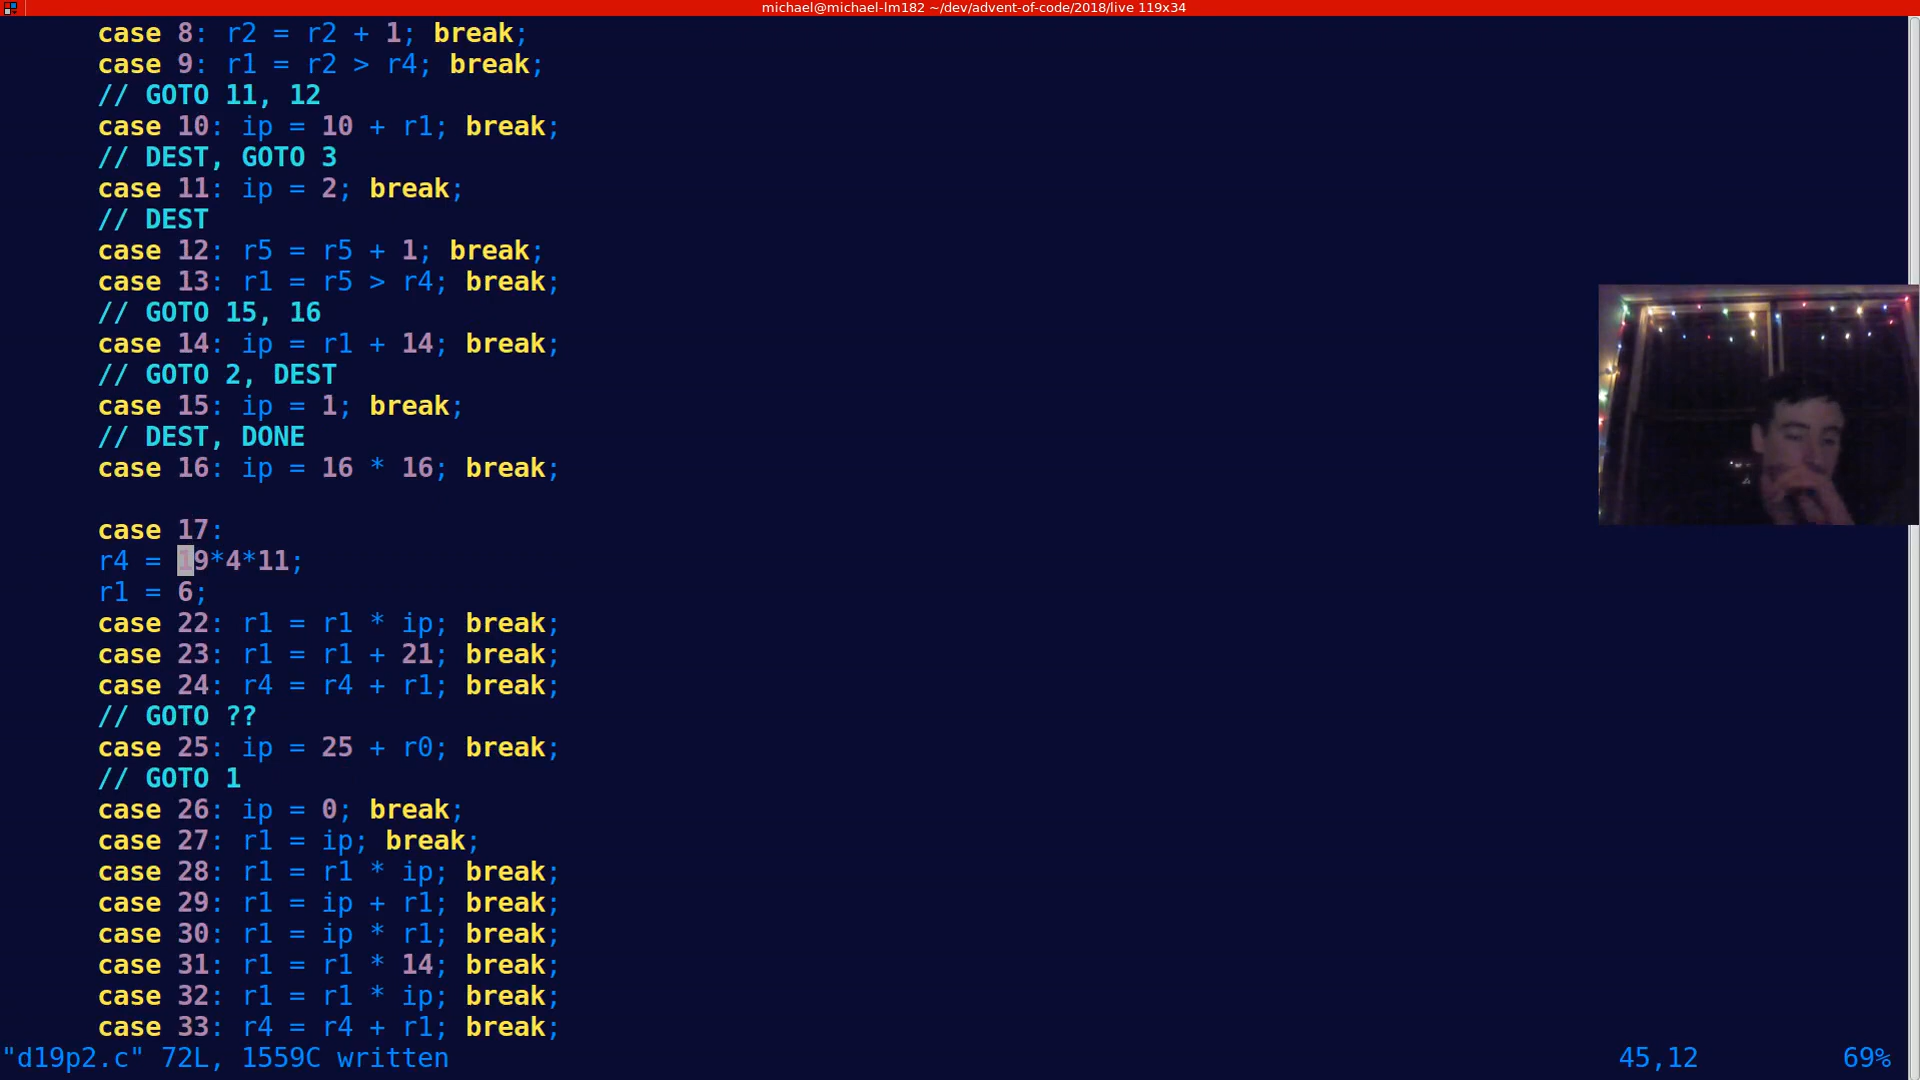 michael@michael-lm182 ~/dev/advent-of-code/2018/live 119x34
case 8: r2 = r2 + 1; break;
case 9: r1 = r2 > r4; break;
// GOTO 11, 12
case 10: ip = 10 + r1; break;
// DEST, GOTO 3
case 11: ip = 2; break;
// DEST
case 12: r5 = r5 + 1; break;
case 13: r1 = r5 > r4; break;
// GOTO 15, 16
case 14: ip = r1 + 14; break;
// GOTO 2, DEST
case 15: ip = 1; break;
// DEST, DONE
case 16: ip = 16 * 16; break;
case 17:
r4 = 19*4*11;
r1 = 6;
case 22: r1 = r1 * ip; break;
case 23: r1 = r1 + 21; break;
case 24: r4 = r4 + r1; break;
// GOTO ??
case 25: ip = 25 + r0; break;
// GOTO 1
case 26: ip = 0; break;
case 27: r1 = ip; break;
case 28: r1 = r1 * ip; break;
case 29: r1 = ip + r1; break;
case 30: r1 = ip * r1; break;
case 31: r1 = r1 * 14; break;
case 32: r1 = r1 * ip; break;
case 33: r4 = r4 + r1; break;
"d19p2.c" 72L, 1559C written 45,12 69%